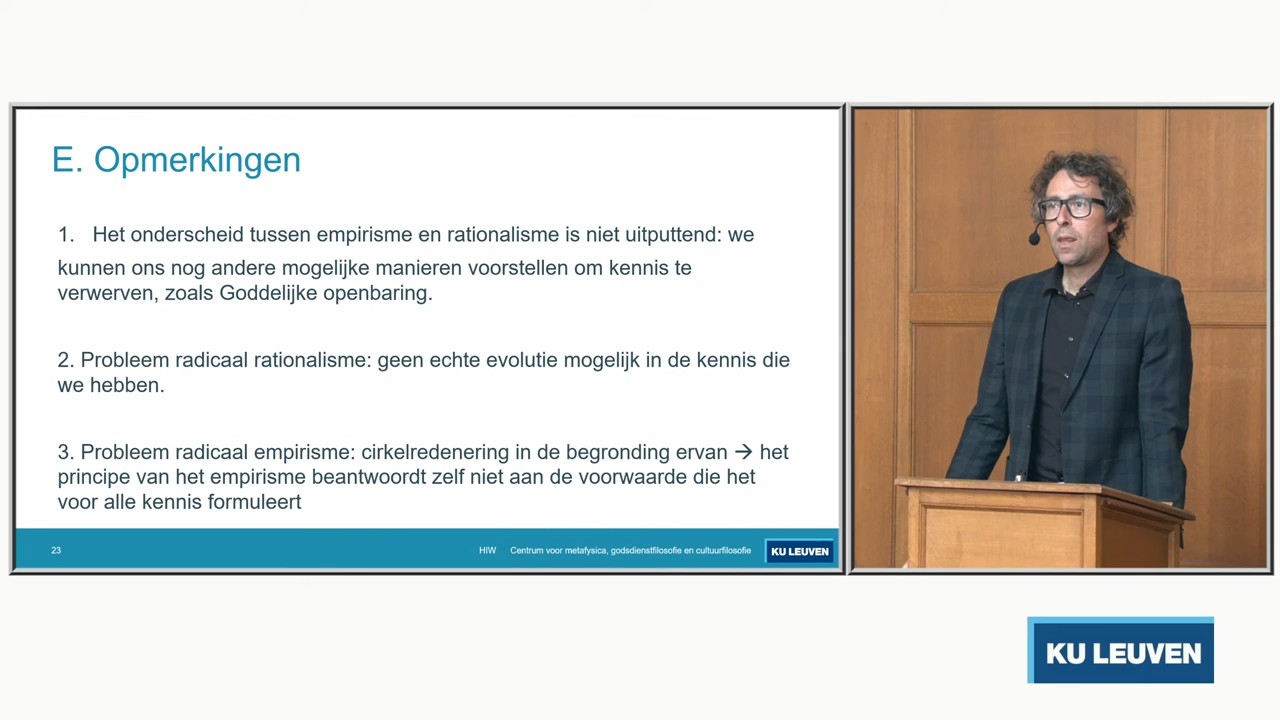 E. Opmerkingen
1. Het onderscheid tussen empirisme en rationalisme is niet uitputtend: we
kunnen ons nog andere mogelijke manieren voorstellen om kennis te
verwerven, zoals Goddelijke openbaring.
2. Probleem radicaal rationalisme: geen echte evolutie mogelijk in de kennis die
we hebben.
3. Probleem radicaal empirisme: cirkelredenering in de begronding ervan → het
principe van het empirisme beantwoordt zelf niet aan de voorwaarde die het
voor alle kennis formuleert
23 HIW Centrum voor metafysica, godsdienstfilosofie en cultuurfilosofie KU LEUVEN
KU LEUVEN